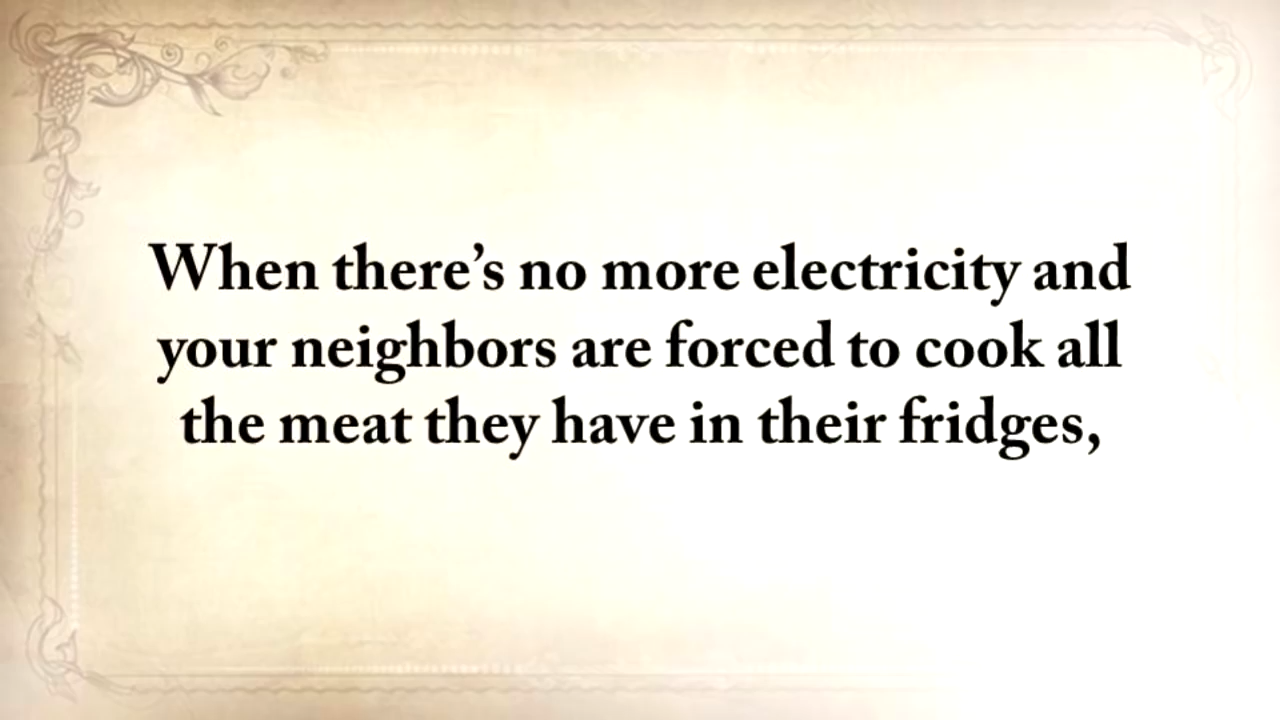 When there’s no more electricity and
your neighbors are forced to cook all
the meat they have in their fridges,